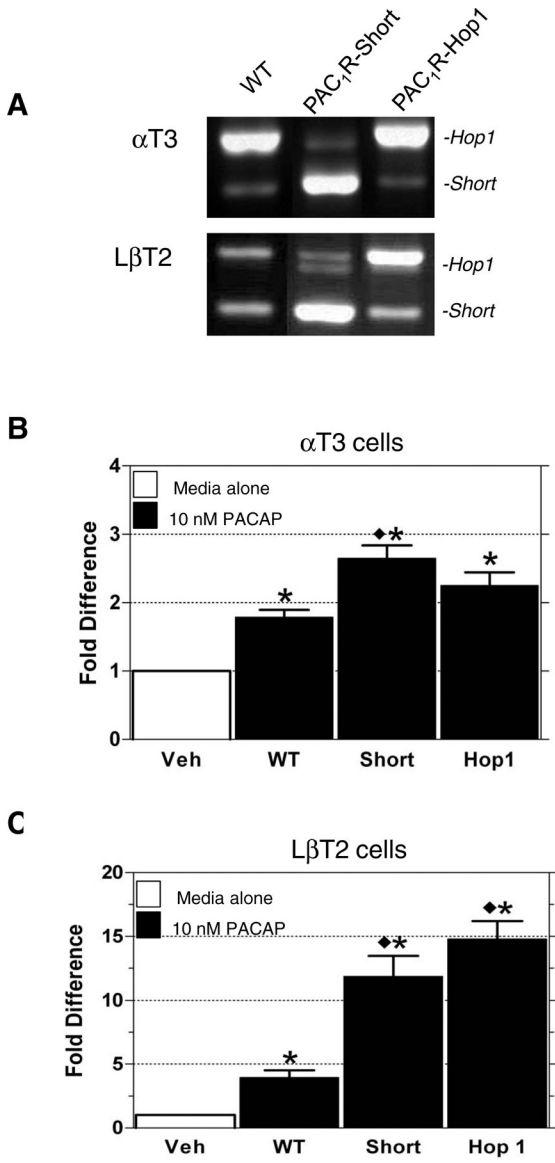 WT
PAC₁R-Short
PAC₁R-Hop1
A
αT3
-Hop1
-Short
LβT2
-Hop1
-Short
B
αT3 cells
Media alone
10 nM PACAP
Fold Difference
4
3
2
1
0
◆*
*
*
Veh
WT
Short
Hop1
C
LβT2 cells
Media alone
10 nM PACAP
Fold Difference
20
15
10
5
0
◆*
◆*
*
Veh
WT
Short
Hop 1